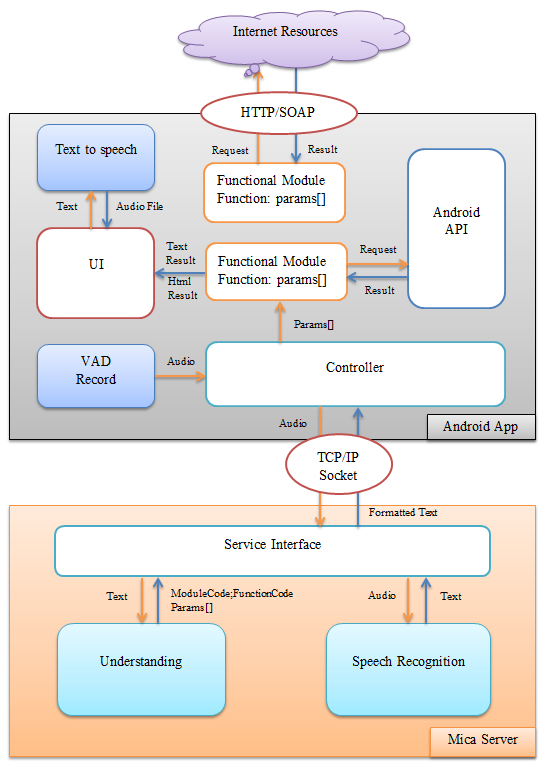 Internet Resources
HTTP/SOAP
Request
Result
Text to speech
Functional Module
Function: params[]
Android
API
Text
Audio File
UI
Text
Result
Html
Result
Functional Module
Function: params[]
Request
Result
Params[]
VAD
Record
Audio
Controller
Audio
Android App
TCP/IP
Socket
Formatted Text
Service Interface
Text
ModuleCode;FunctionCode
Params[]
Audio
Text
Understanding
Speech Recognition
Mica Server